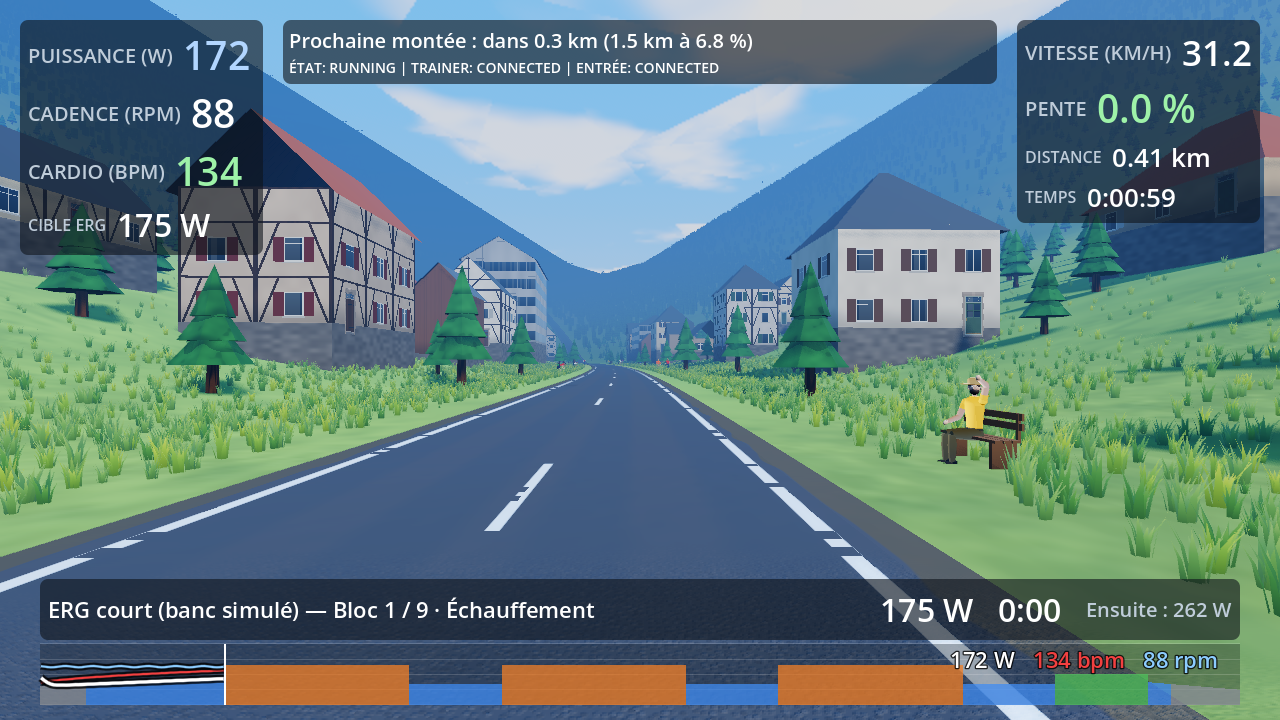 PUISSANCE (W) 172
CADENCE (RPM) 88
CARDIO (BPM) 134
CIBLE ERG 175 W
Prochaine montée : dans 0.3 km (1.5 km à 6.8 %)
ÉTAT: RUNNING | TRAINER: CONNECTED | ENTRÉE: CONNECTED
VITESSE (KM/H) 31.2
PENTE 0.0 %
DISTANCE 0.41 km
TEMPS 0:00:59
ERG court (banc simulé) — Bloc 1 / 9 · Échauffement 175 W 0:00 Ensuite : 262 W
172 W 134 bpm 88 rpm